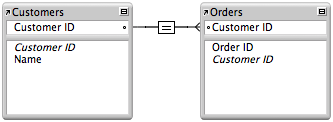 Customers
Customer ID
Customer ID
Name
=
Orders
Customer ID
Order ID
Customer ID